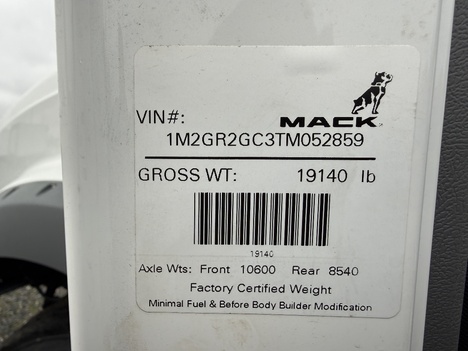 VIN#:
MACK
1M2GR2GC3TM052859
GROSS WT: 19140 lb
19140
Axle Wts: Front 10600 Rear 8540
Factory Certified Weight
Minimal Fuel & Before Body Builder Modification